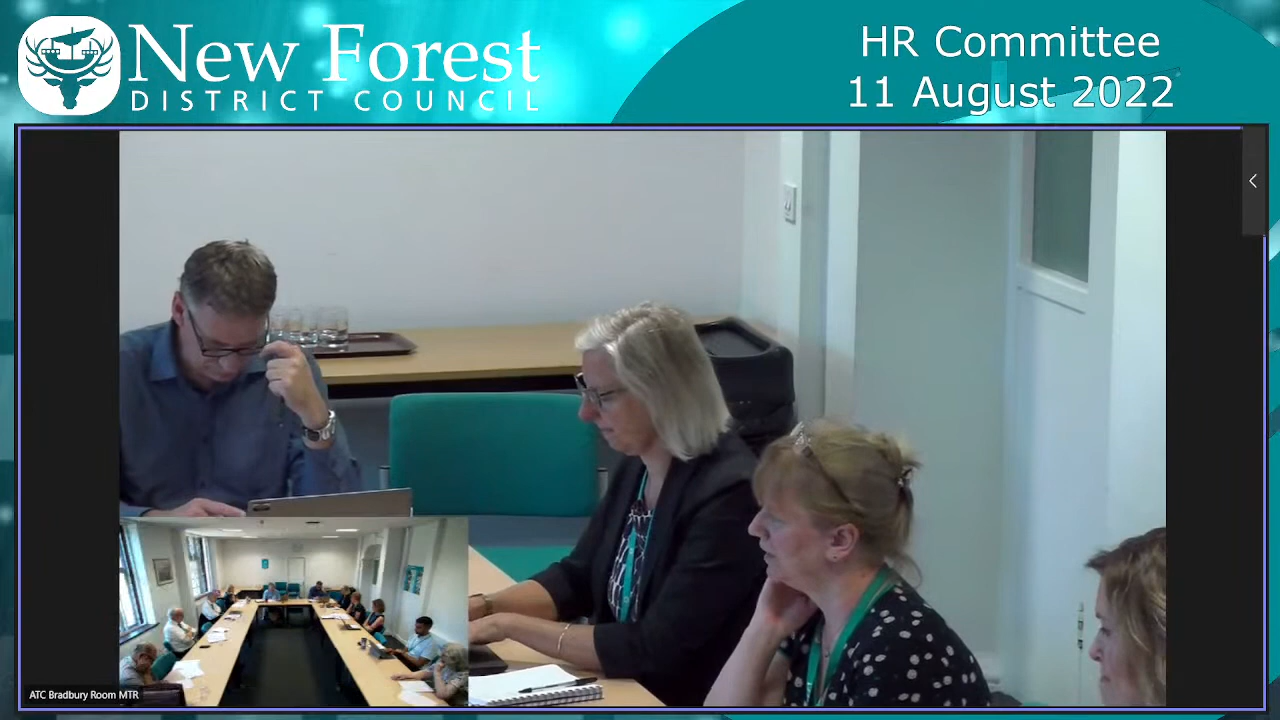 New Forest
DISTRICT COUNCIL
HR Committee
11 August 2022
ATC Bradbury Room MTR